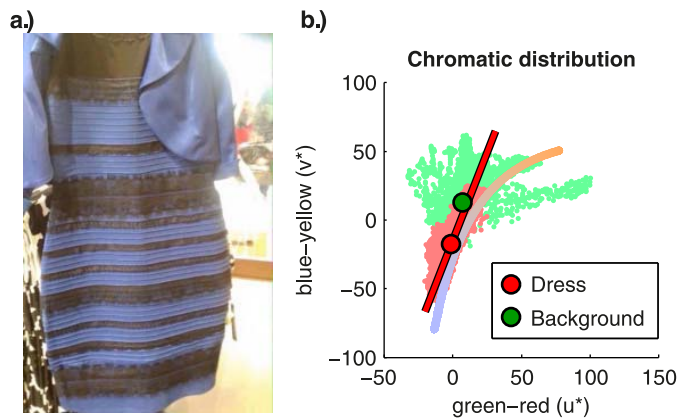 a.)
b.)
Chromatic distribution
blue−yellow (v*)
100
50
0
−50
−100
Dress
Background
−50
0
50
100
150
green−red (u*)